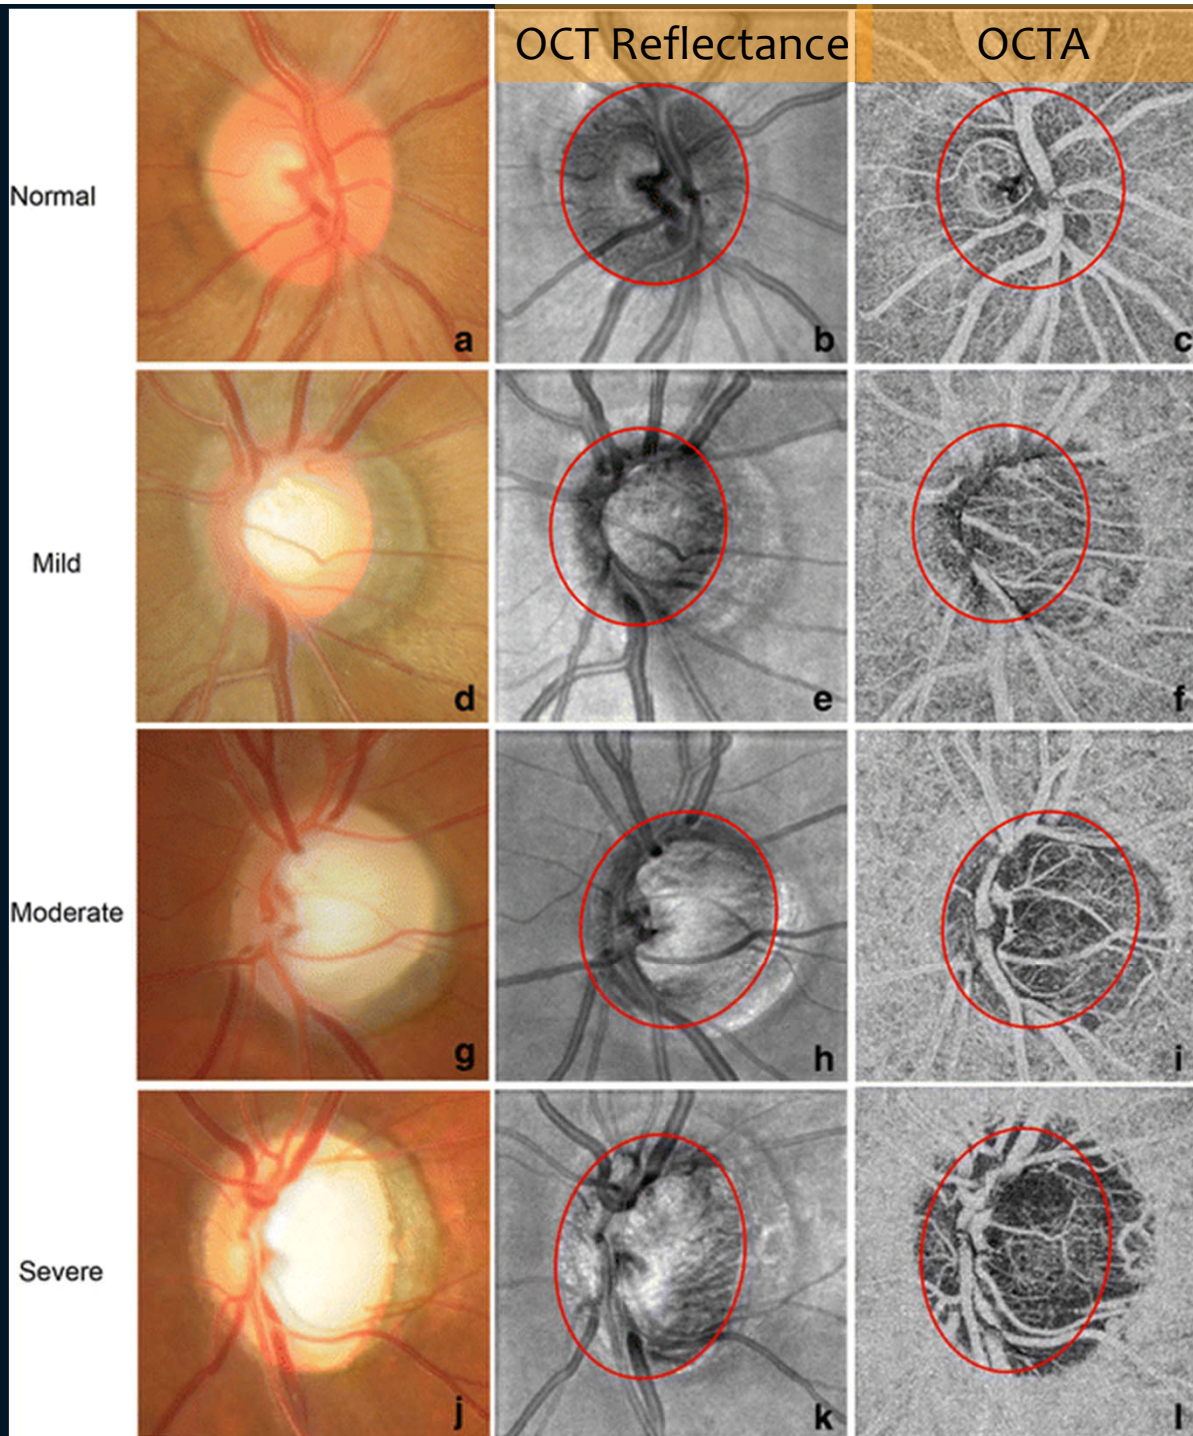 OCT Reflectance
OCTA
Normal
a
b
c
Mild
d
e
f
Moderate
g
h
i
Severe
j
k
l